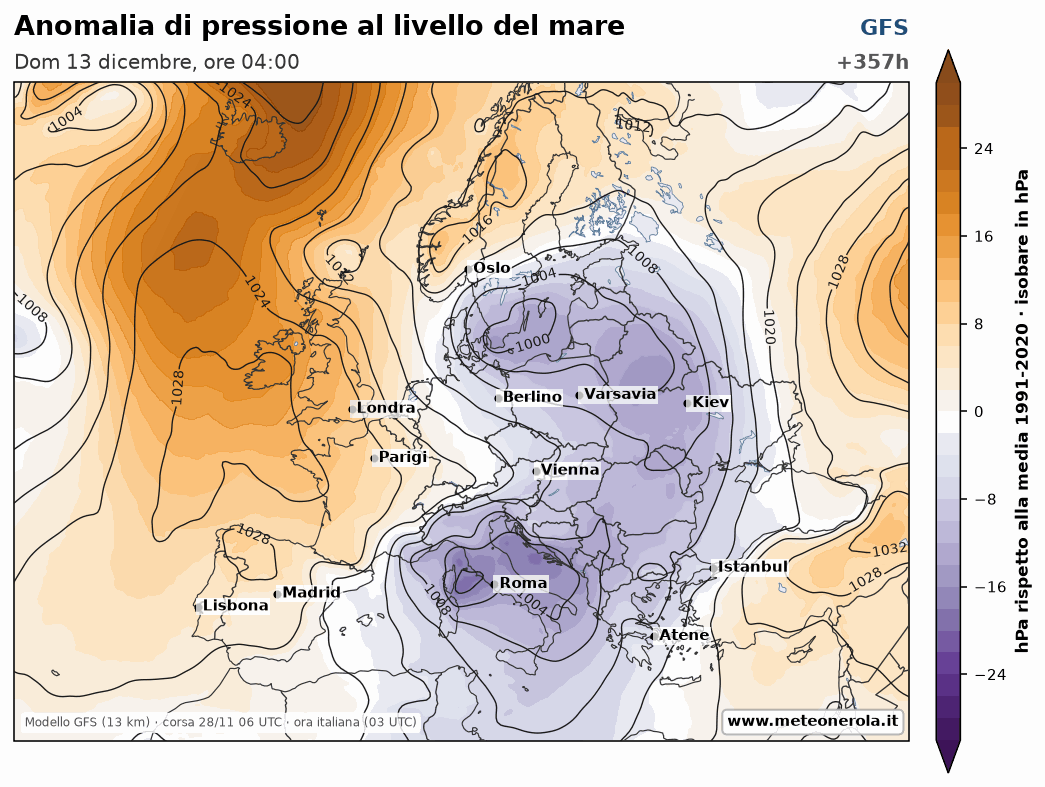 Anomalia di pressione al livello del mare
GFS
Dom 13 dicembre, ore 04:00
+357h
1024
1004
1012
1016
1012
1008
1028
1008
1004
Oslo
1024
1020
1000
1028
Berlino
Varsavia
Kiev
Londra
Parigi
Vienna
1028
1032
Istanbul
1028
Roma
Madrid
1008
1004
Lisbona
Atene
24
16
8
0
−8
−16
−24
hPa rispetto alla media 1991-2020 · isobare in hPa
Modello GFS (13 km) · corsa 28/11 06 UTC · ora italiana (03 UTC)
www.meteonerola.it